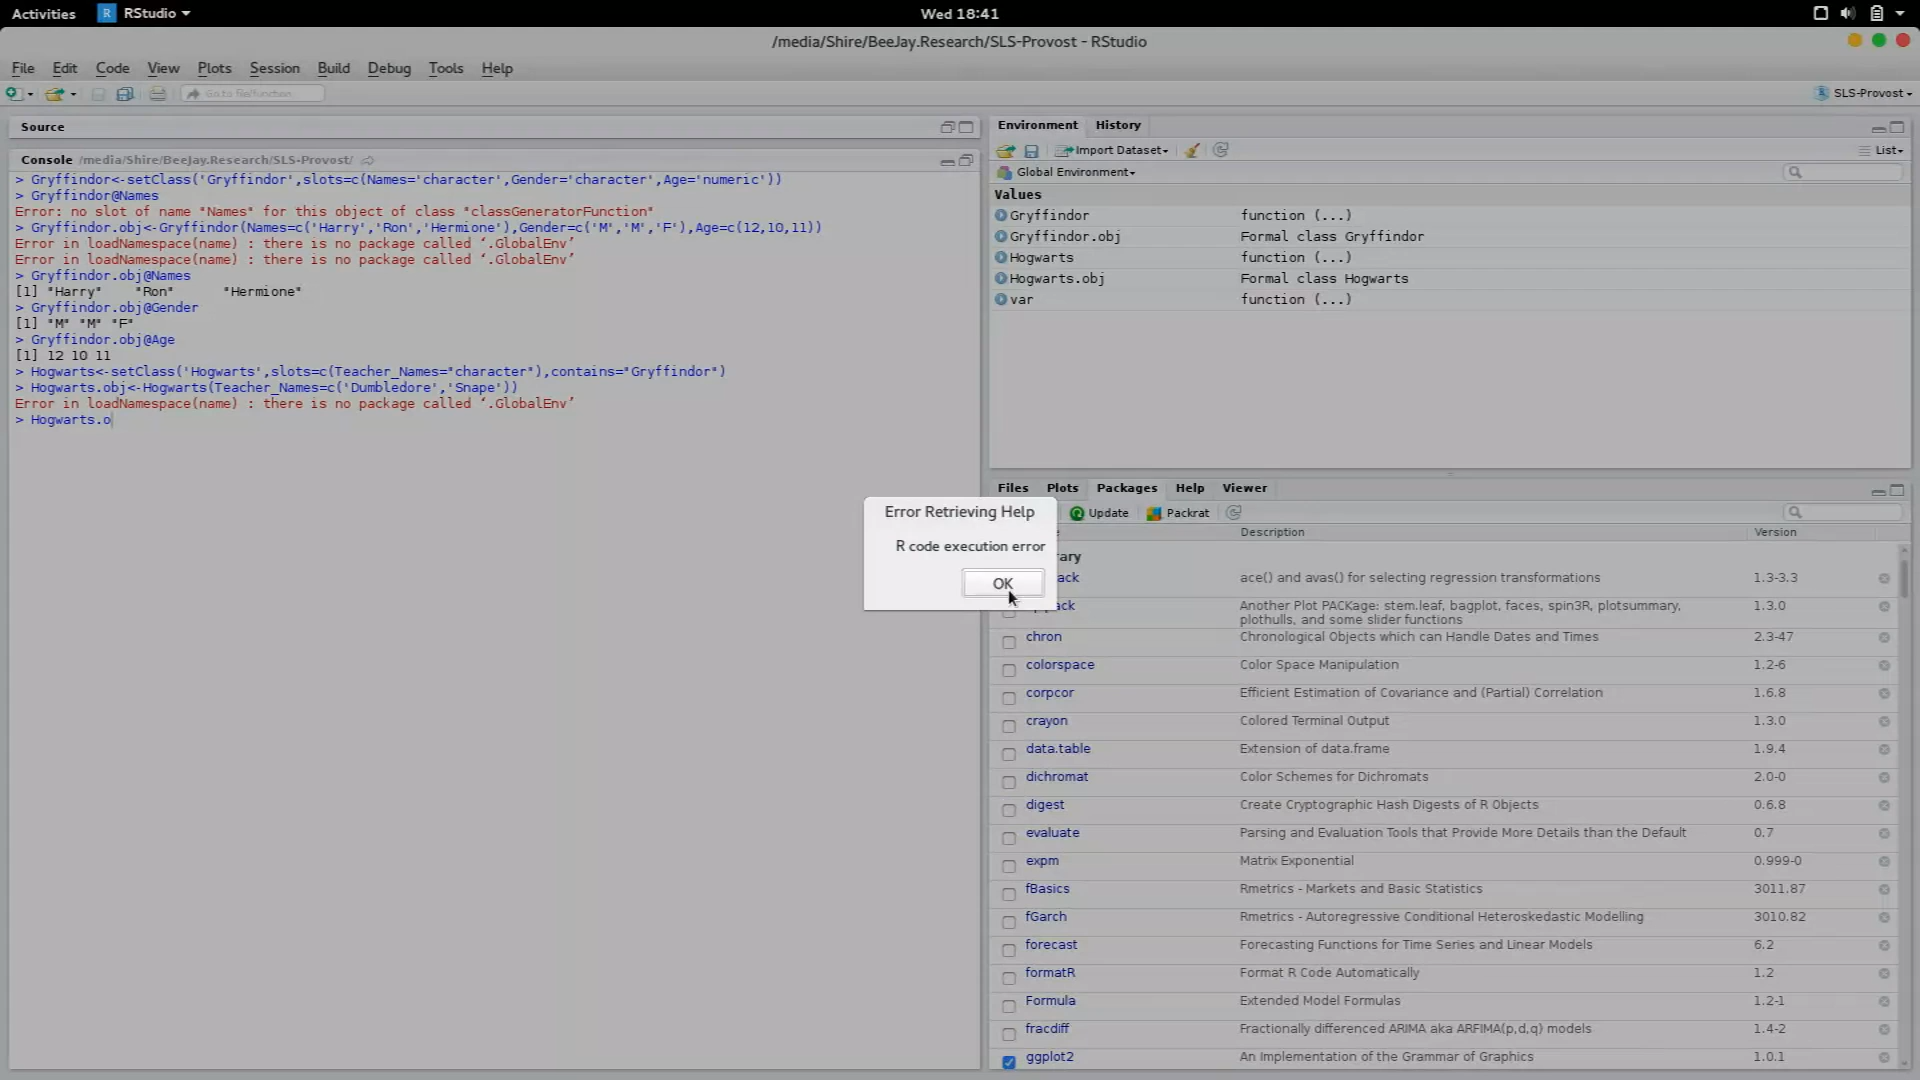 Activities RStudio Wed 18:41
/media/Shire/BeeJay.Research/SLS-Provost - RStudio
File Edit Code View Plots Session Build Debug Tools Help
Go to file/function SLS-Provost
Source
Console /media/Shire/BeeJay.Research/SLS-Provost/
> Gryffindor<-setClass('Gryffindor',slots=c(Names='character',Gender='character',Age='numeric'))
> Gryffindor@Names
Error: no slot of name "Names" for this object of class "classGeneratorFunction"
> Gryffindor.obj<-Gryffindor(Names=c('Harry','Ron','Hermione'),Gender=c('M','M','F'),Age=c(12,10,11))
Error in loadNamespace(name) : there is no package called ‘.GlobalEnv’
Error in loadNamespace(name) : there is no package called ‘.GlobalEnv’
> Gryffindor.obj@Names
[1] "Harry" "Ron" "Hermione"
> Gryffindor.obj@Gender
[1] "M" "M" "F"
> Gryffindor.obj@Age
[1] 12 10 11
> Hogwarts<-setClass('Hogwarts',slots=c(Teacher_Names="character"),contains="Gryffindor")
> Hogwarts.obj<-Hogwarts(Teacher_Names=c('Dumbledore','Snape'))
Error in loadNamespace(name) : there is no package called ‘.GlobalEnv’
> Hogwarts.o
Environment History
Import Dataset List
Global Environment
Values
Gryffindor function (...)
Gryffindor.obj Formal class Gryffindor
Hogwarts function (...)
Hogwarts.obj Formal class Hogwarts
var function (...)
Error Retrieving Help
R code execution error
OK
Files Plots Packages Help Viewer
Update Packrat
Description Version
ace() and avas() for selecting regression transformations 1.3-3.3
Another Plot PACKage: stem.leaf, bagplot, faces, spin3R, plotsummary, 1.3.0
plothulls, and some slider functions
chron Chronological Objects which can Handle Dates and Times 2.3-47
colorspace Color Space Manipulation 1.2-6
corpcor Efficient Estimation of Covariance and (Partial) Correlation 1.6.8
crayon Colored Terminal Output 1.3.0
data.table Extension of data.frame 1.9.4
dichromat Color Schemes for Dichromats 2.0-0
digest Create Cryptographic Hash Digests of R Objects 0.6.8
evaluate Parsing and Evaluation Tools that Provide More Details than the Default 0.7
expm Matrix Exponential 0.999-0
fBasics Rmetrics - Markets and Basic Statistics 3011.87
fGarch Rmetrics - Autoregressive Conditional Heteroskedastic Modelling 3010.82
forecast Forecasting Functions for Time Series and Linear Models 6.2
formatR Format R Code Automatically 1.2
Formula Extended Model Formulas 1.2-1
fracdiff Fractionally differenced ARIMA aka ARFIMA(p,d,q) models 1.4-2
ggplot2 An Implementation of the Grammar of Graphics 1.0.1